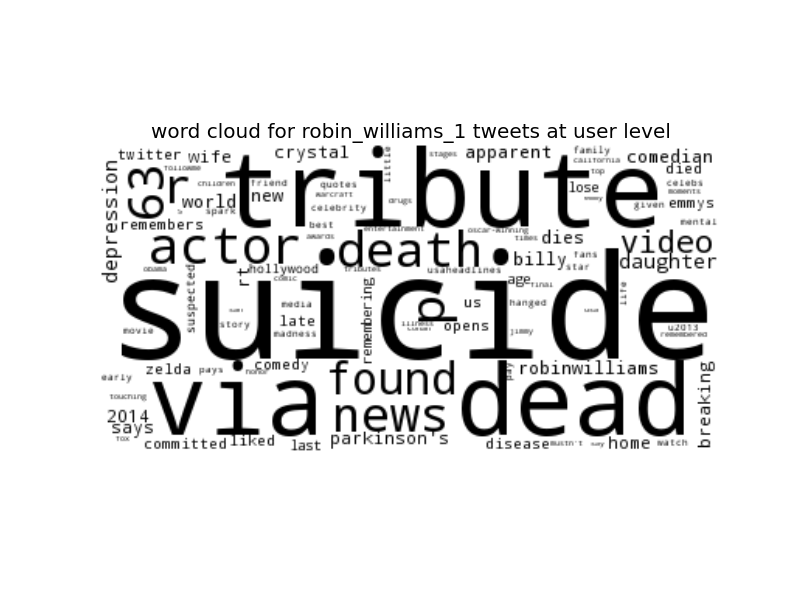 word cloud for robin_williams_1 tweets at user level
twitter wife crystal little stages apparent family california comedian
followme children friend quotes top died
63 r tribute lose celebs
depression world new warcraft drugs moments
spark celebrity money given emmys
remembers best entertainment oscar-winning mental
actor death awards times dies video
billy fans daughter
obama hollywood tributes usaheadlines star
suspected rt comic age final life
suicide
media remembering p us hanged
movie story late illness opens jimmy u2013
madness remembered
zelda pays comedy found pay robinwilliams breaking
early via dead
touching
2014 news
says
fox committed liked last parkinson's disease mustn't say home watch